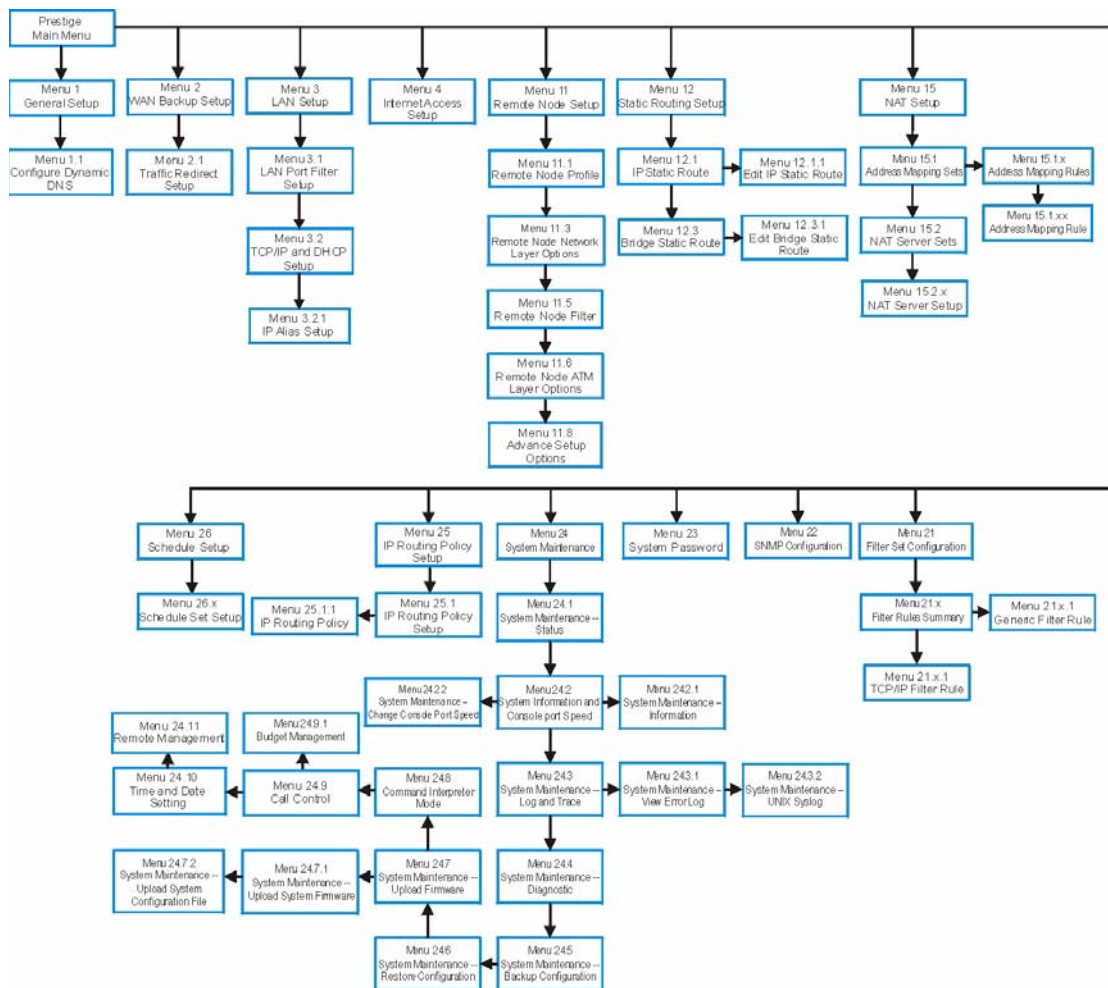 Prestige
Main Menu
Menu 1
General Setup
Menu 2
WAN Backup Setup
Menu 3
LAN Setup
Menu 4
Internet Access
Setup
Menu 11
Remote Node Setup
Menu 12
Static Routing Setup
Menu 15
NAT Setup
Menu 1.1
Configure Dynamic
DNS
Menu 2.1
Traffic Redirect
Setup
Menu 3.1
LAN Port Filter
Setup
Menu 11.1
Remote Node Profile
Menu 12.1
IP Static Route
Menu 12.1.1
Edit IP Static Route
Menu 15.1
Address Mapping Sets
Menu 15.1.x
Address Mapping Rules
Menu 3.2
TCP/IP and DHCP
Setup
Menu 11.3
Remote Node Network
Layer Options
Menu 12.3
Bridge Static Route
Menu 12.3.1
Edit Bridge Static
Route
Menu 15.2
NAT Server Sets
Menu 15.1.xx
Address Mapping Rule
Menu 3.2.1
IP Alias Setup
Menu 11.5
Remote Node Filter
Menu 15.2.x
NAT Server Setup
Menu 11.6
Remote Node ATM
Layer Options
Menu 11.8
Advance Setup
Options
Menu 26
Schedule Setup
Menu 25
IP Routing Policy
Setup
Menu 24
System Maintenance
Menu 23
System Password
Menu 22
SNMP Configuration
Menu 21
Filter Set Configuration
Menu 26.x
Schedule Set Setup
Menu 25.1.1
IP Routing Policy
Menu 25.1
IP Routing Policy
Setup
Menu 24.1
System Maintenance --
Status
Menu 21.x
Filter Rules Summary
Menu 21.x.1
Generic Filter Rule
Menu 21.x.1
TCP/IP Filter Rule
Menu 24.2.2
System Maintenance --
Change Console Port Speed
Menu 24.2
System Information and
Console port Speed
Menu 24.2.1
System Maintenance --
Information
Menu 24.11
Remote Management
Menu 24.9.1
Budget Management
Menu 24.10
Time and Date
Setting
Menu 24.9
Call Control
Menu 24.8
Command Interpreter
Mode
Menu 24.3
System Maintenance --
Log and Trace
Menu 24.3.1
System Maintenance --
View Error Log
Menu 24.3.2
System Maintenance --
UNIX Syslog
Menu 24.7.2
System Maintenance --
Upload System
Configuration File
Menu 24.7.1
System Maintenance --
Upload System Firmware
Menu 24.7
System Maintenance --
Upload Firmware
Menu 24.4
System Maintenance --
Diagnostic
Menu 24.6
System Maintenance --
Restore Configuration
Menu 24.5
System Maintenance --
Backup Configuration